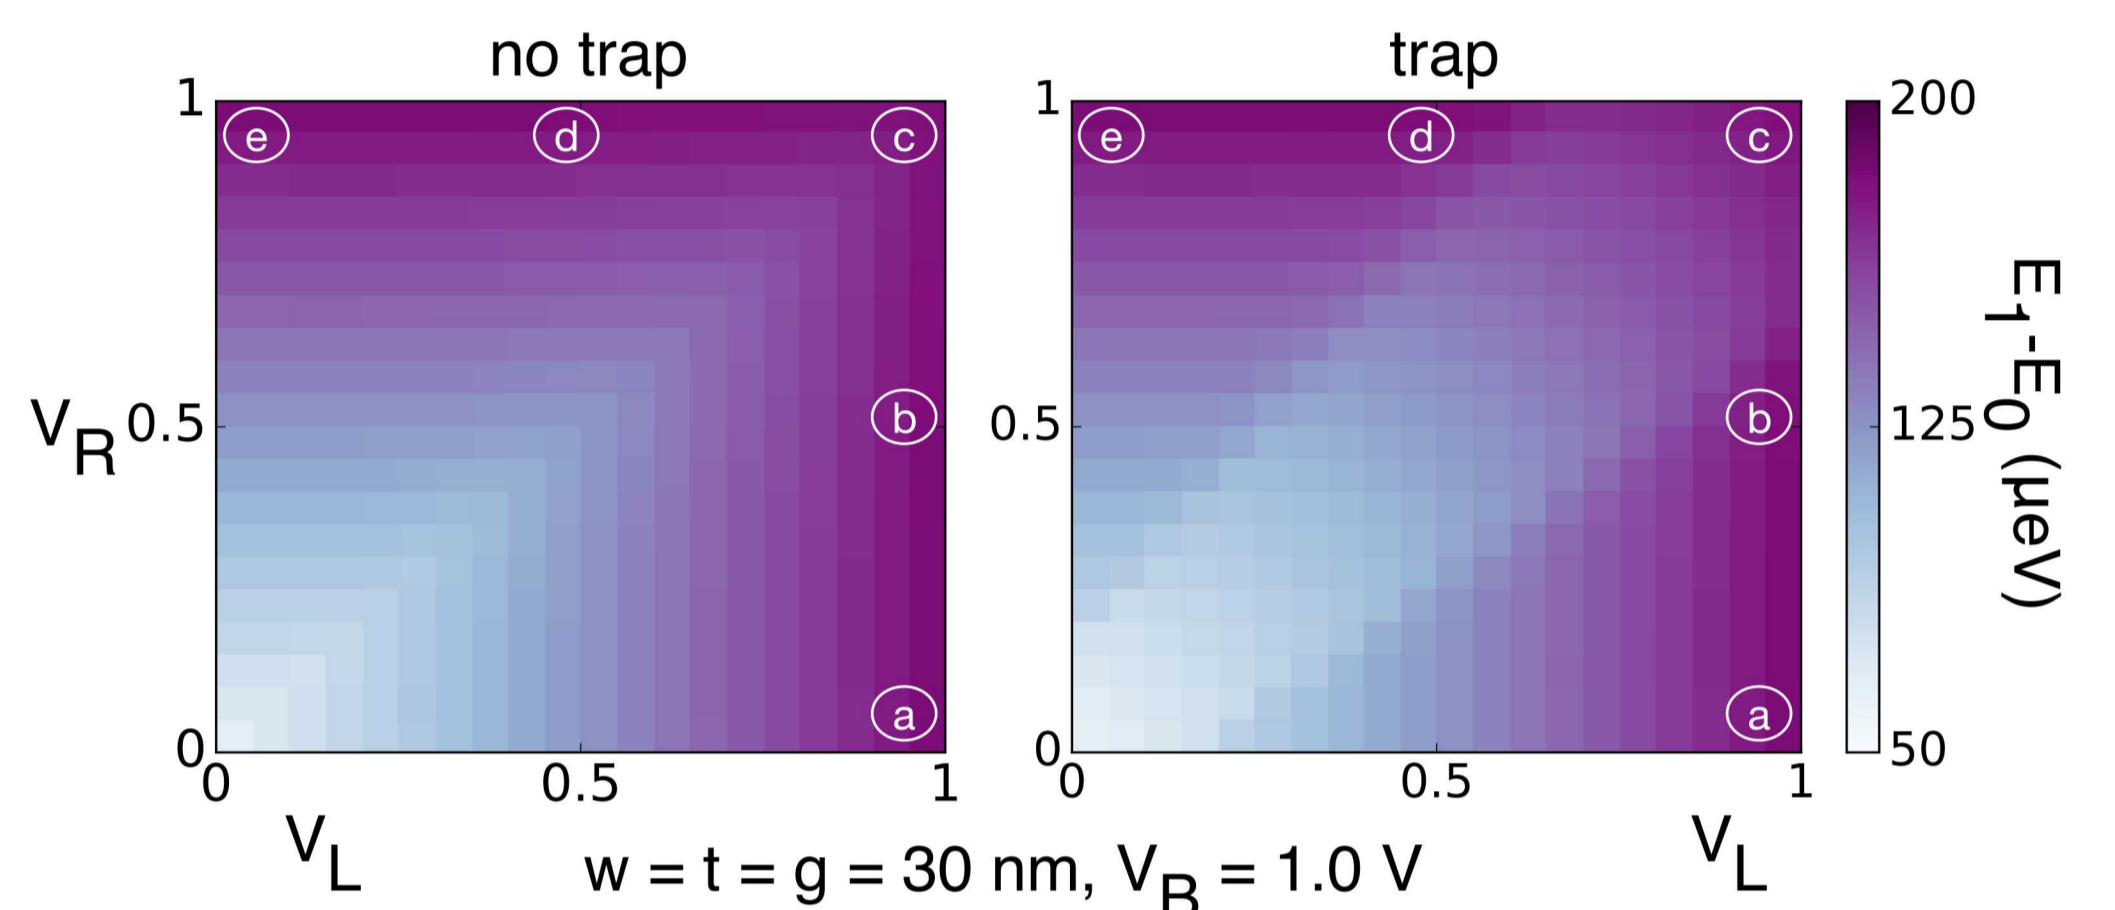 no trap
trap
1
e
d
c
V_R
0.5
b
a
0
0
0.5
1
V_L
1
e
d
c
0.5
b
a
0
0
0.5
1
V_L
200
125
50
E_1-E_0 (μeV)
w = t = g = 30 nm, V_B = 1.0 V